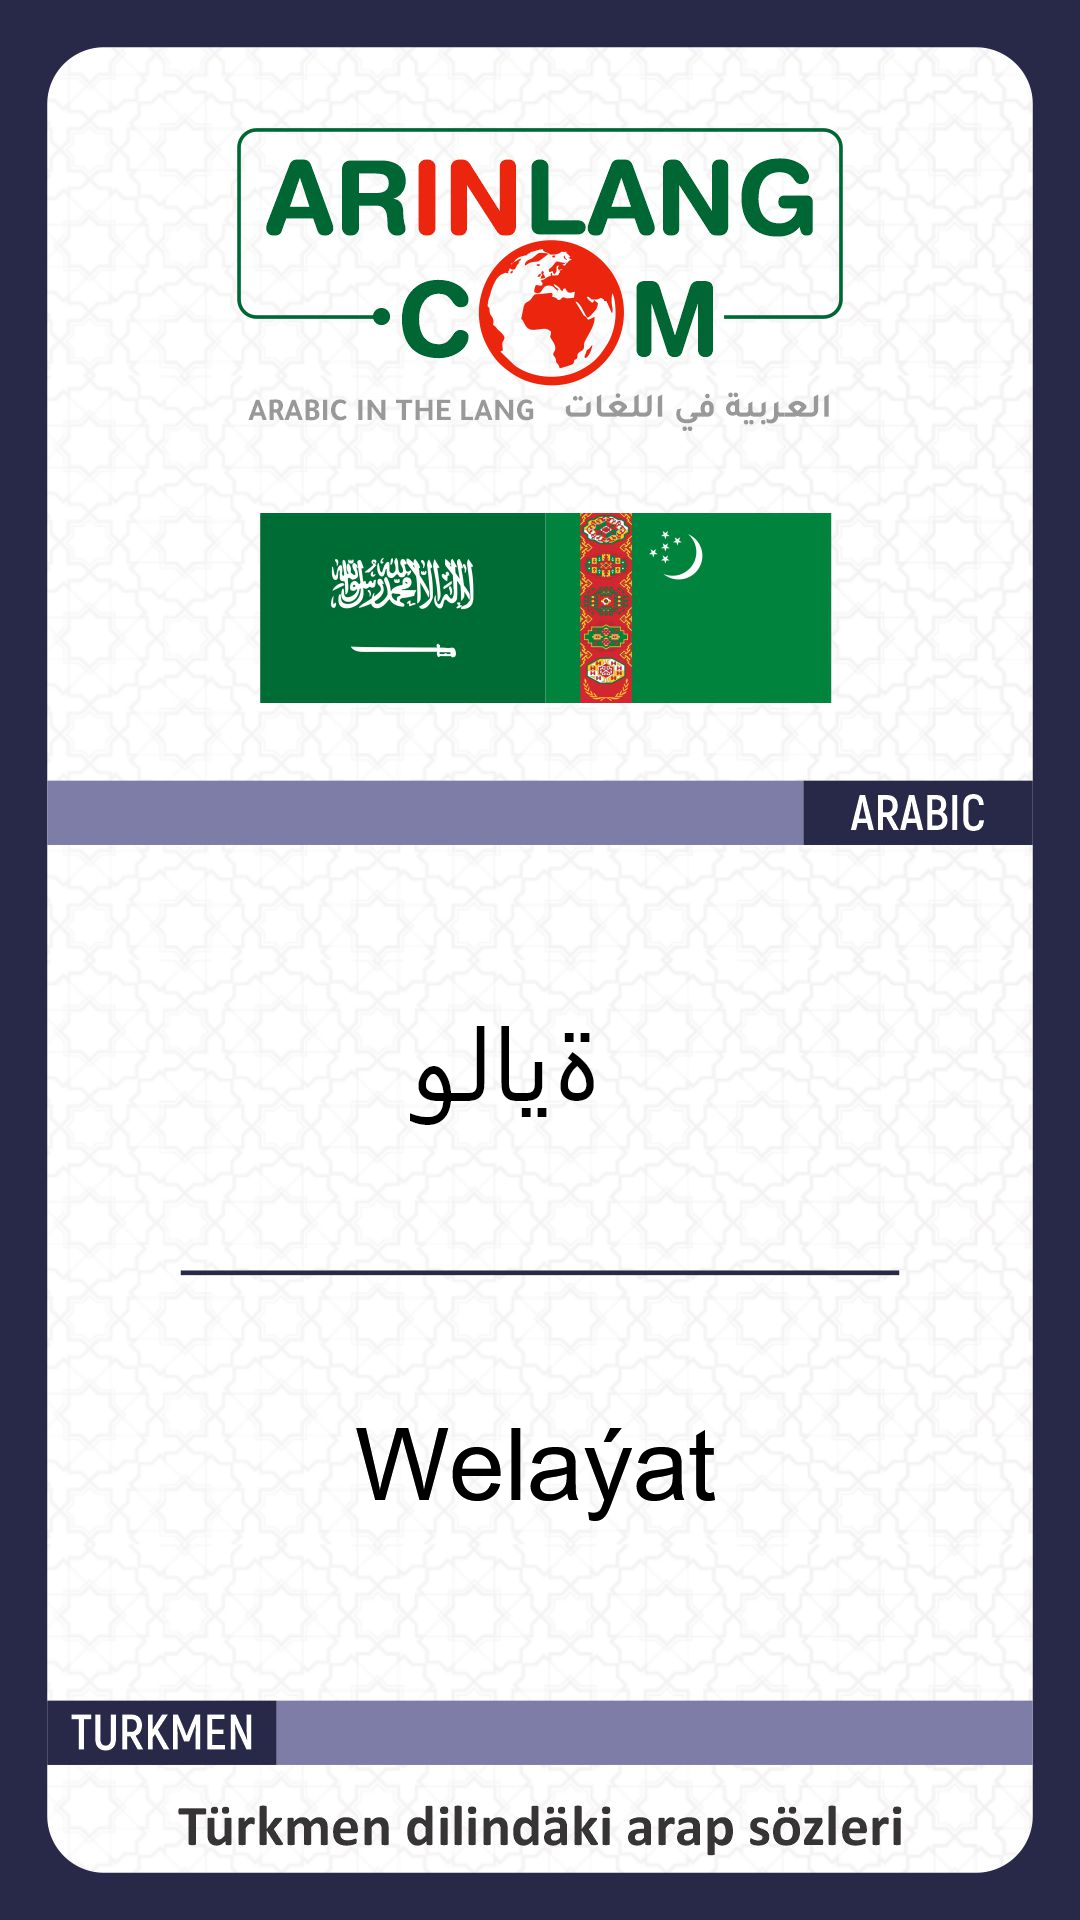 ARINLANG
.COM
ARABIC IN THE LANG العربية في اللغات
لا إله إلا الله محمد رسول الله
ARABIC
ةيالو
Welaýat
TURKMEN
Türkmen dilindäki arap sözleri